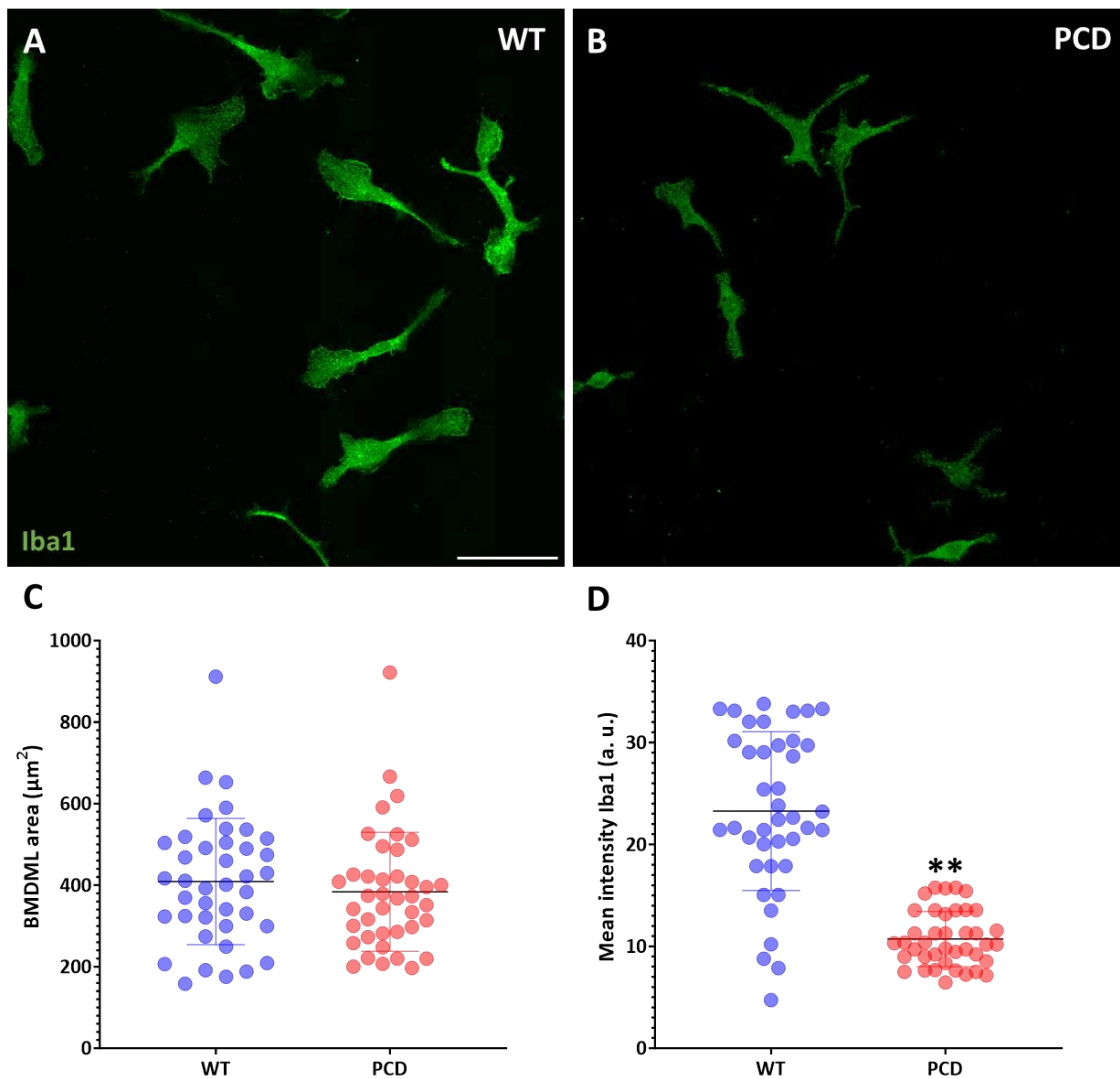 A
WT
B
PCD
Iba1
C
BMDML area (μm²)
1000
800
600
400
200
0
WT
PCD
D
Mean intensity Iba1 (a. u.)
40
30
20
10
0
**
WT
PCD